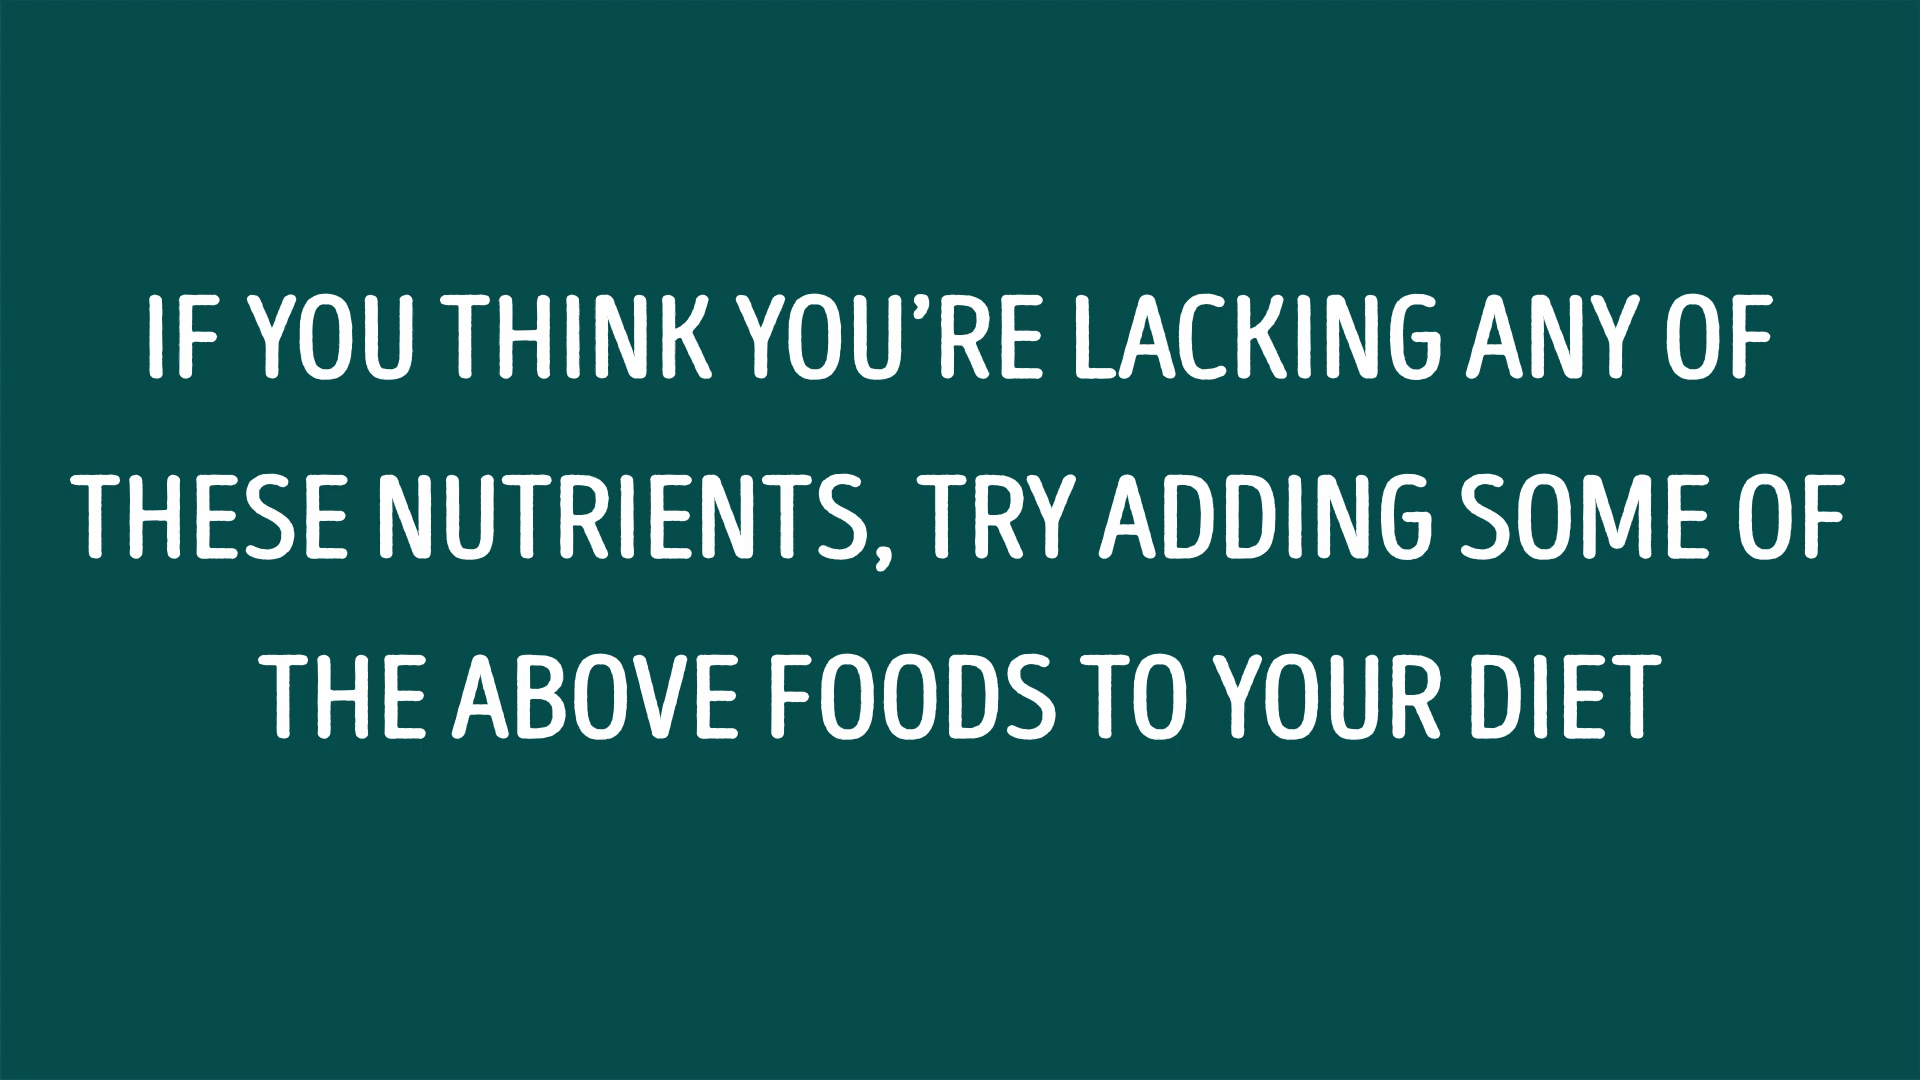 IF YOU THINK YOU’RE LACKING ANY OF
THESE NUTRIENTS, TRY ADDING SOME OF
THE ABOVE FOODS TO YOUR DIET